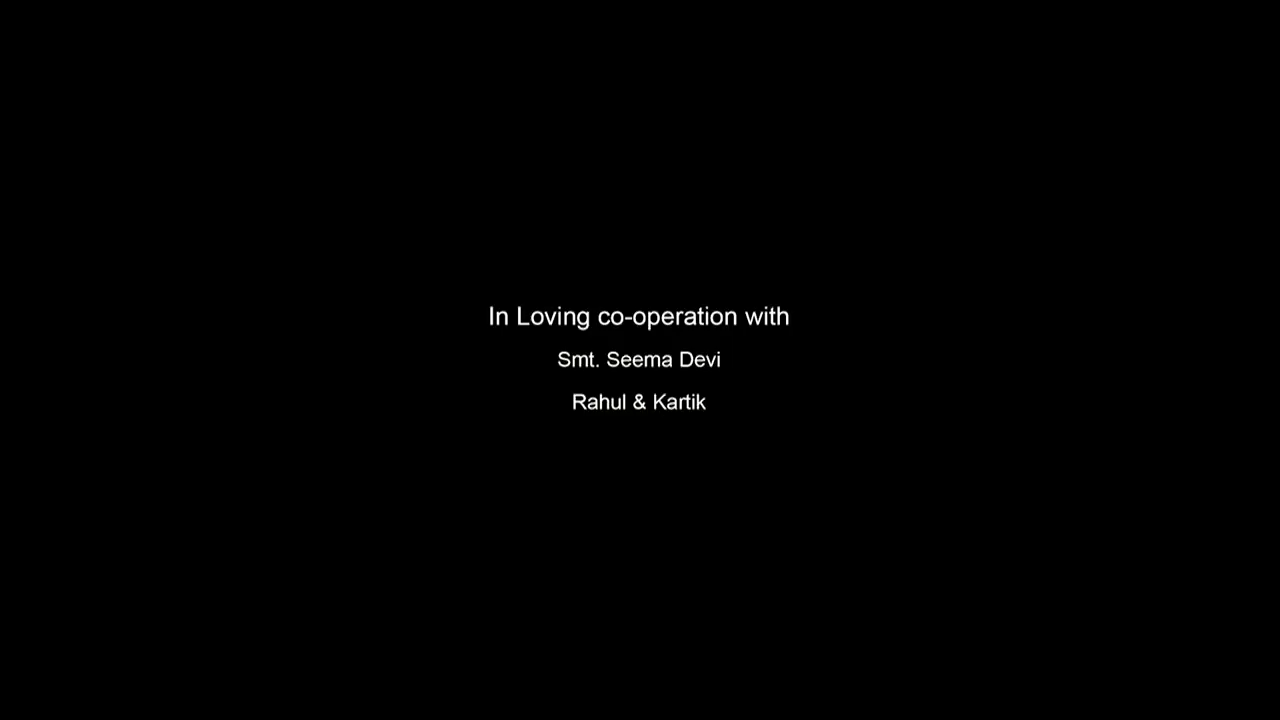 In Loving co-operation with
Smt. Seema Devi
Rahul & Kartik